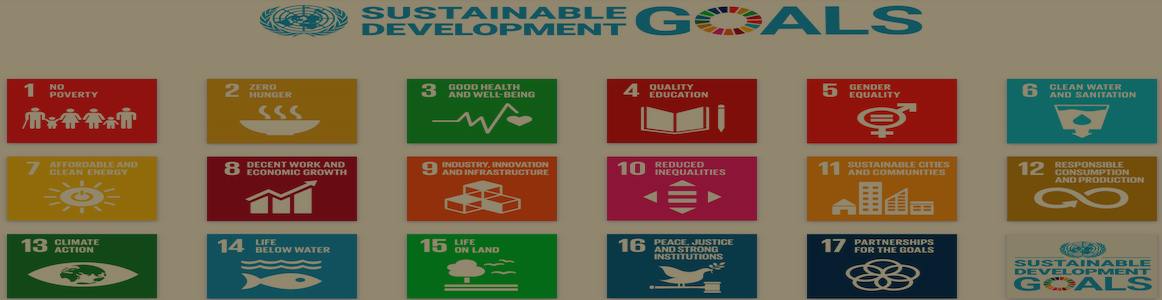 SUSTAINABLE
DEVELOPMENT
GOALS
1 NO
POVERTY
2 ZERO
HUNGER
3 GOOD HEALTH
AND WELL-BEING
4 QUALITY
EDUCATION
5 GENDER
EQUALITY
6 CLEAN WATER
AND SANITATION
7 AFFORDABLE AND
CLEAN ENERGY
8 DECENT WORK AND
ECONOMIC GROWTH
9 INDUSTRY, INNOVATION
AND INFRASTRUCTURE
10 REDUCED
INEQUALITIES
11 SUSTAINABLE CITIES
AND COMMUNITIES
12 RESPONSIBLE
CONSUMPTION
AND PRODUCTION
13 CLIMATE
ACTION
14 LIFE
BELOW WATER
15 LIFE
ON LAND
16 PEACE, JUSTICE
AND STRONG
INSTITUTIONS
17 PARTNERSHIPS
FOR THE GOALS
SUSTAINABLE
DEVELOPMENT
GOALS